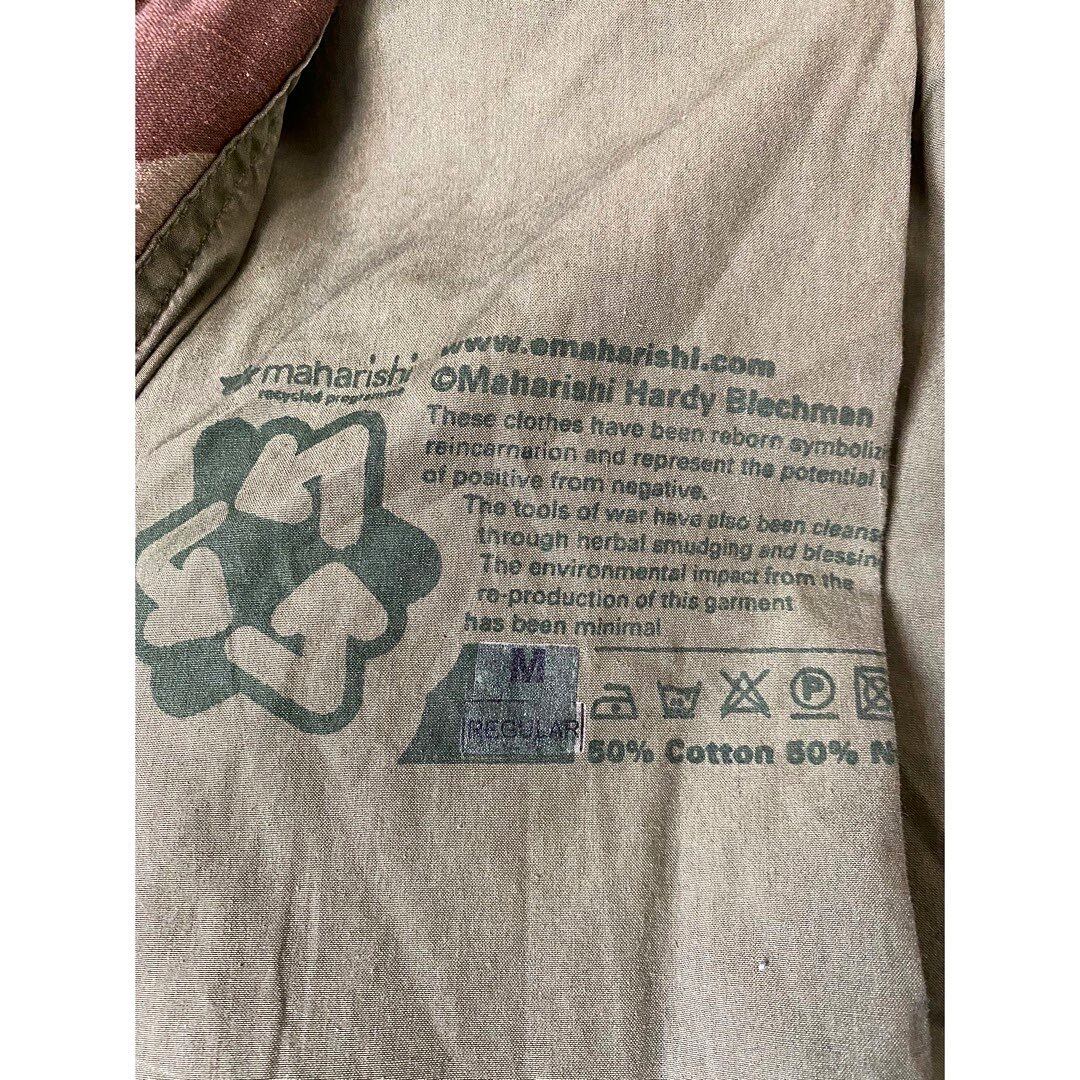 maharishi
recycled programme
www.emaharishi.com
©Maharishi Hardy Blechman
These clothes have been reborn symboliz
reincarnation and represent the potential
of positive from negative.
The tools of war have also been cleans
through herbal smudging and blessin
The environmental impact from the
re-production of this garment
has been minimal
M
REGULAR
P
50% Cotton 50% N